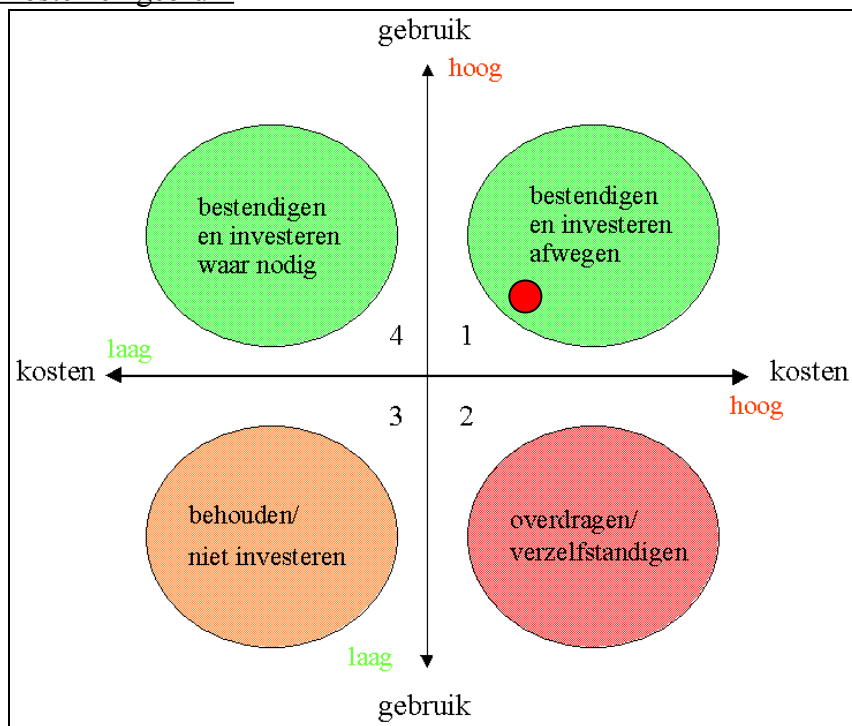 gebruik
hoog
bestendigen
en investeren
waar nodig
bestendigen
en investeren
afwegen
laag
4
1
kosten
kosten
hoog
3
2
behouden/
niet investeren
overdragen/
verzelfstandigen
laag
gebruik